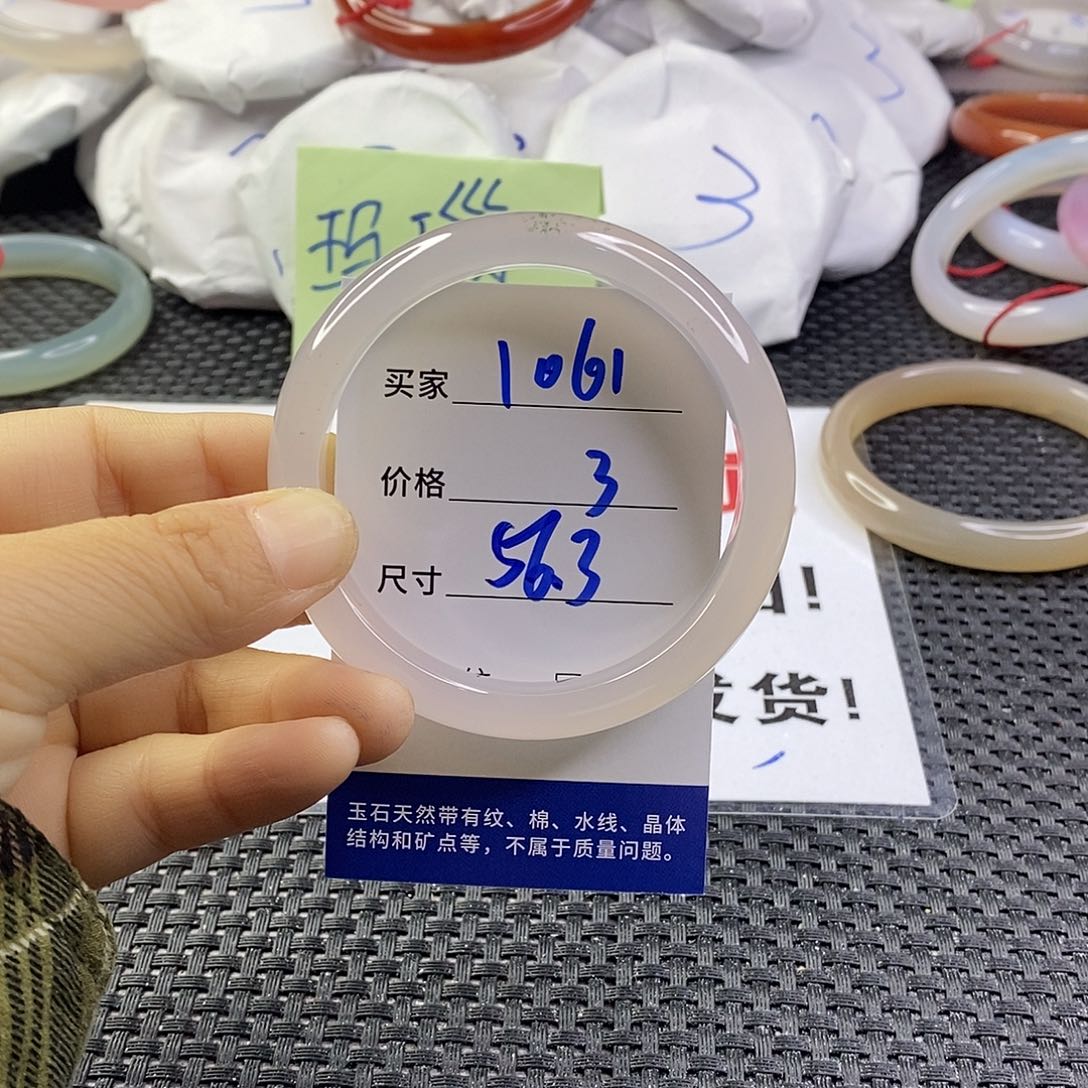 玛瑙
3
买家 1061
价格 3
尺寸 56.3
发货!
玉石天然带有纹、棉、水线、晶体
结构和矿点等，不属于质量问题。